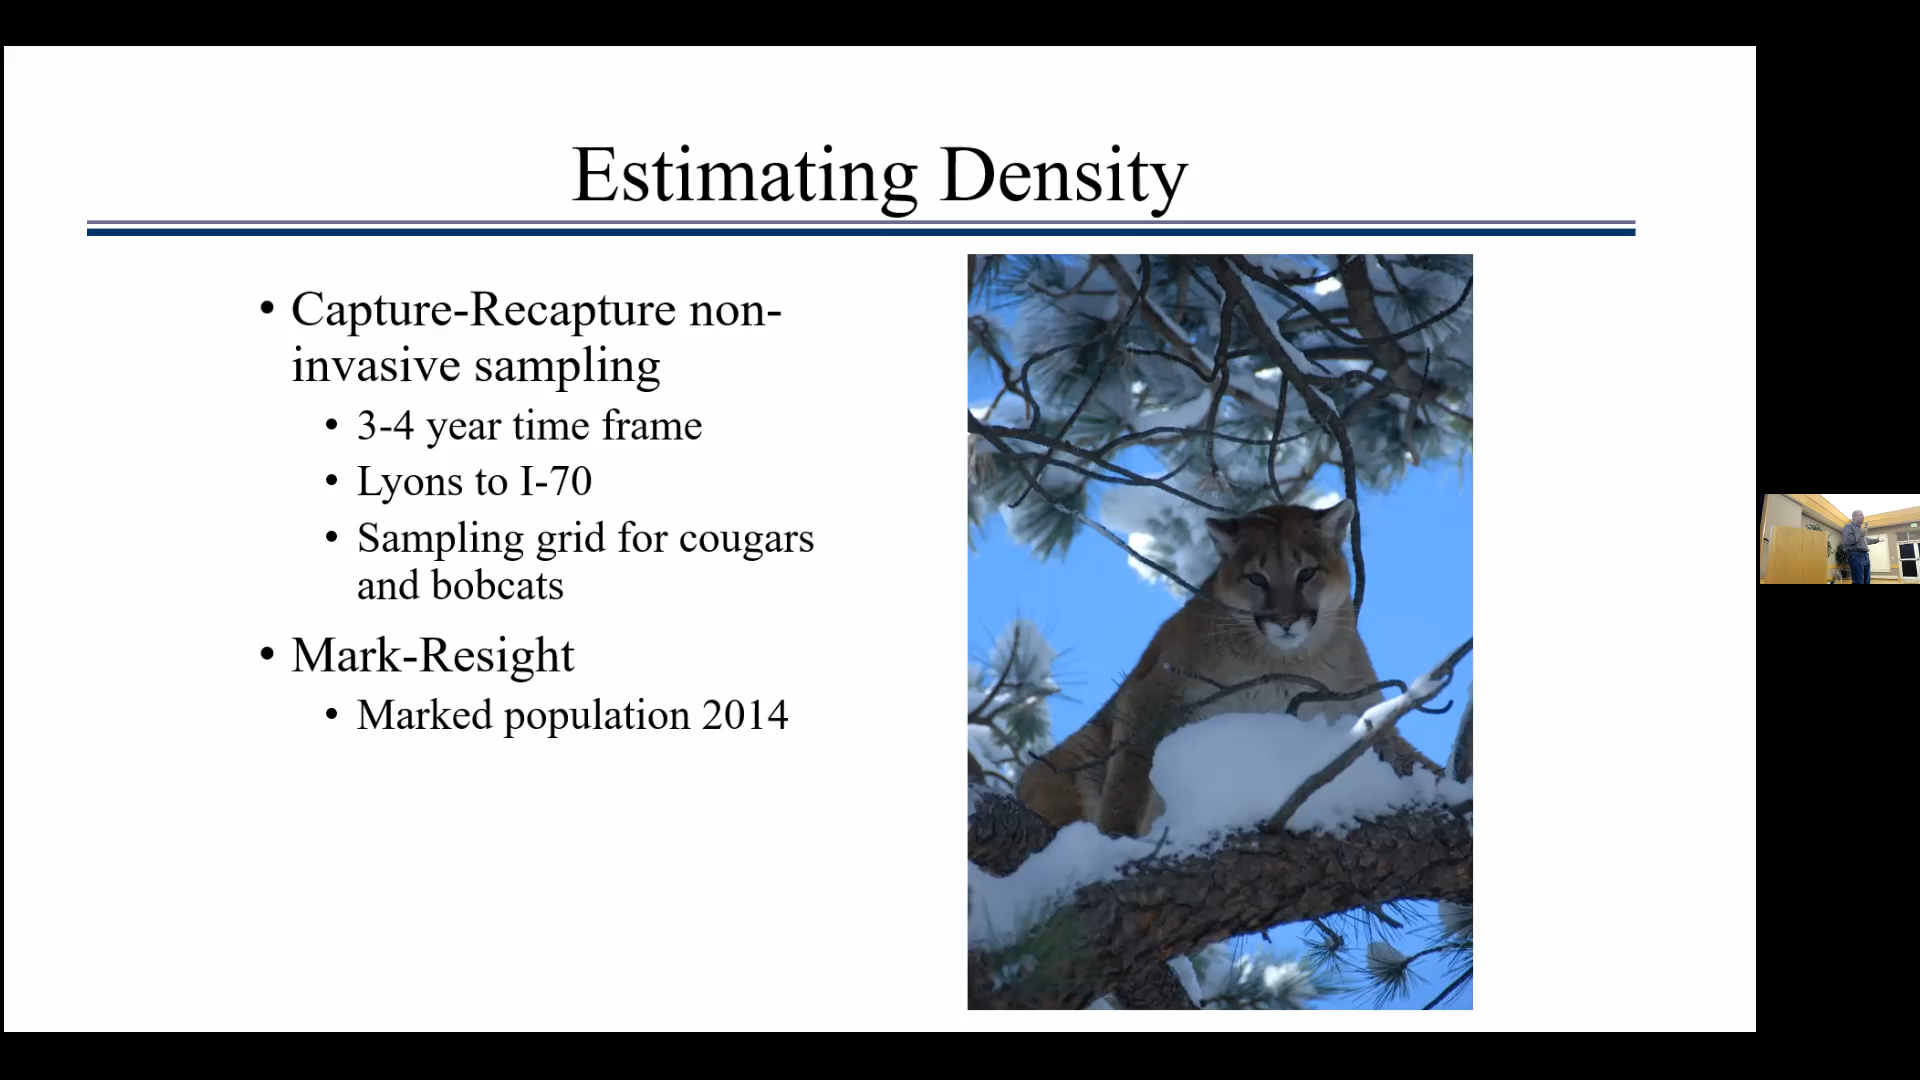 Estimating Density
• Capture-Recapture non-
invasive sampling
• 3-4 year time frame
• Lyons to I-70
• Sampling grid for cougars
and bobcats
• Mark-Resight
• Marked population 2014